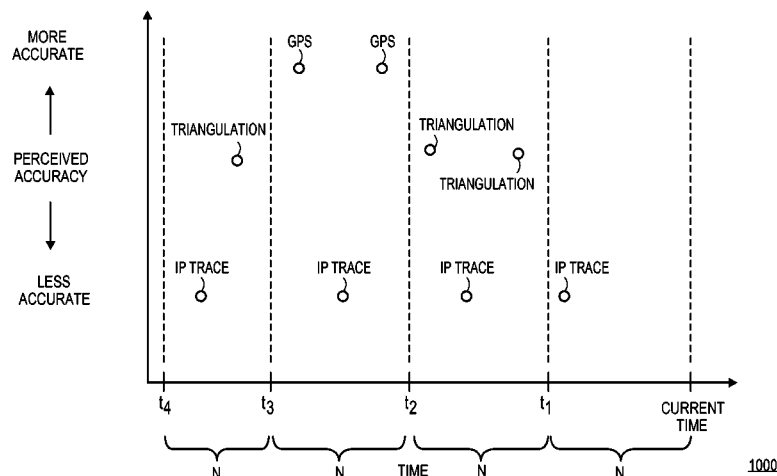 MORE
ACCURATE
GPS
GPS
TRIANGULATION
TRIANGULATION
PERCEIVED
ACCURACY
TRIANGULATION
LESS
ACCURATE
IP TRACE
IP TRACE
IP TRACE
IP TRACE
t4
t3
t2
t1
CURRENT
TIME
N
N
TIME
N
N
1000